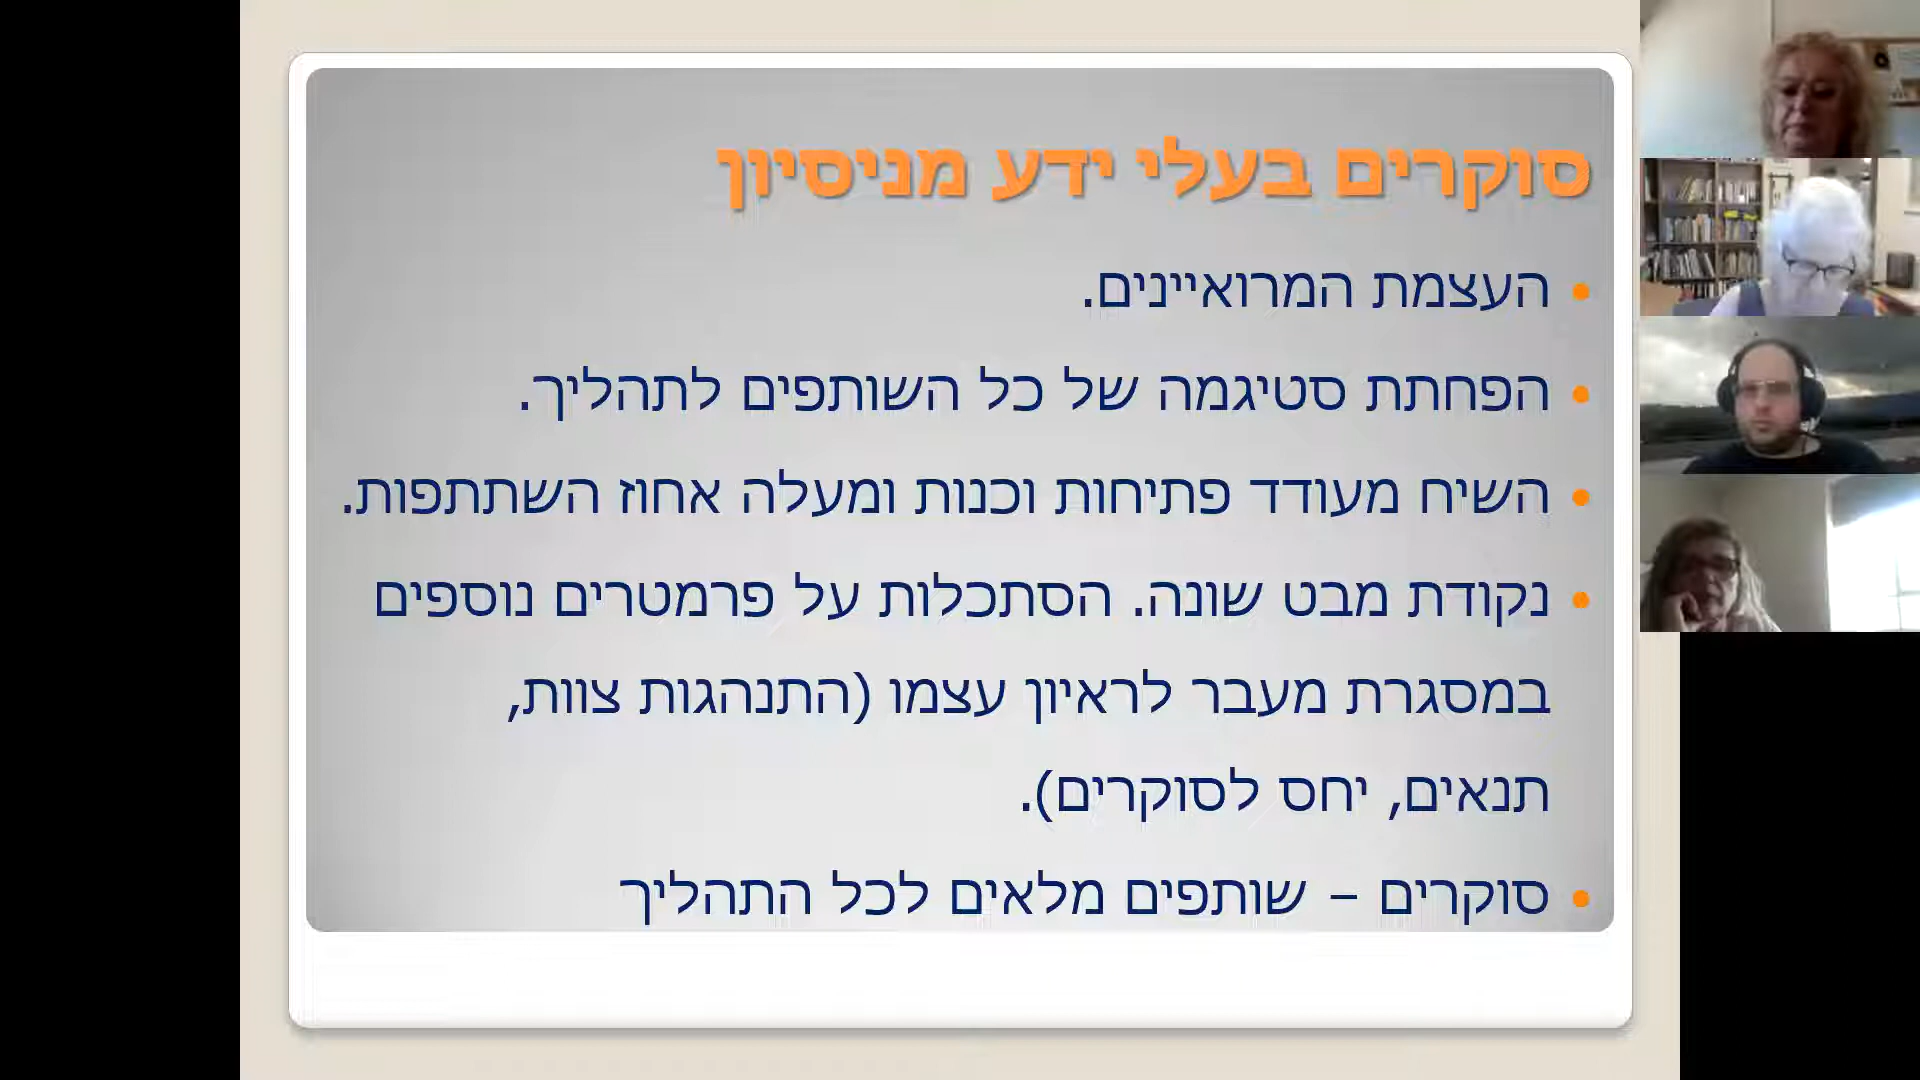 סוקרים בעלי ידע מניסיון
• העצמת המרואיינים.
• הפחתת סטיגמה של כל השותפים לתהליך.
• השיח מעודד פתיחות וכנות ומעלה אחוז השתתפות.
• נקודת מבט שונה. הסתכלות על פרמטרים נוספים
במסגרת מעבר לראיון עצמו (התנהגות צוות,
תנאים, יחס לסוקרים).
• סוקרים – שותפים מלאים לכל התהליך